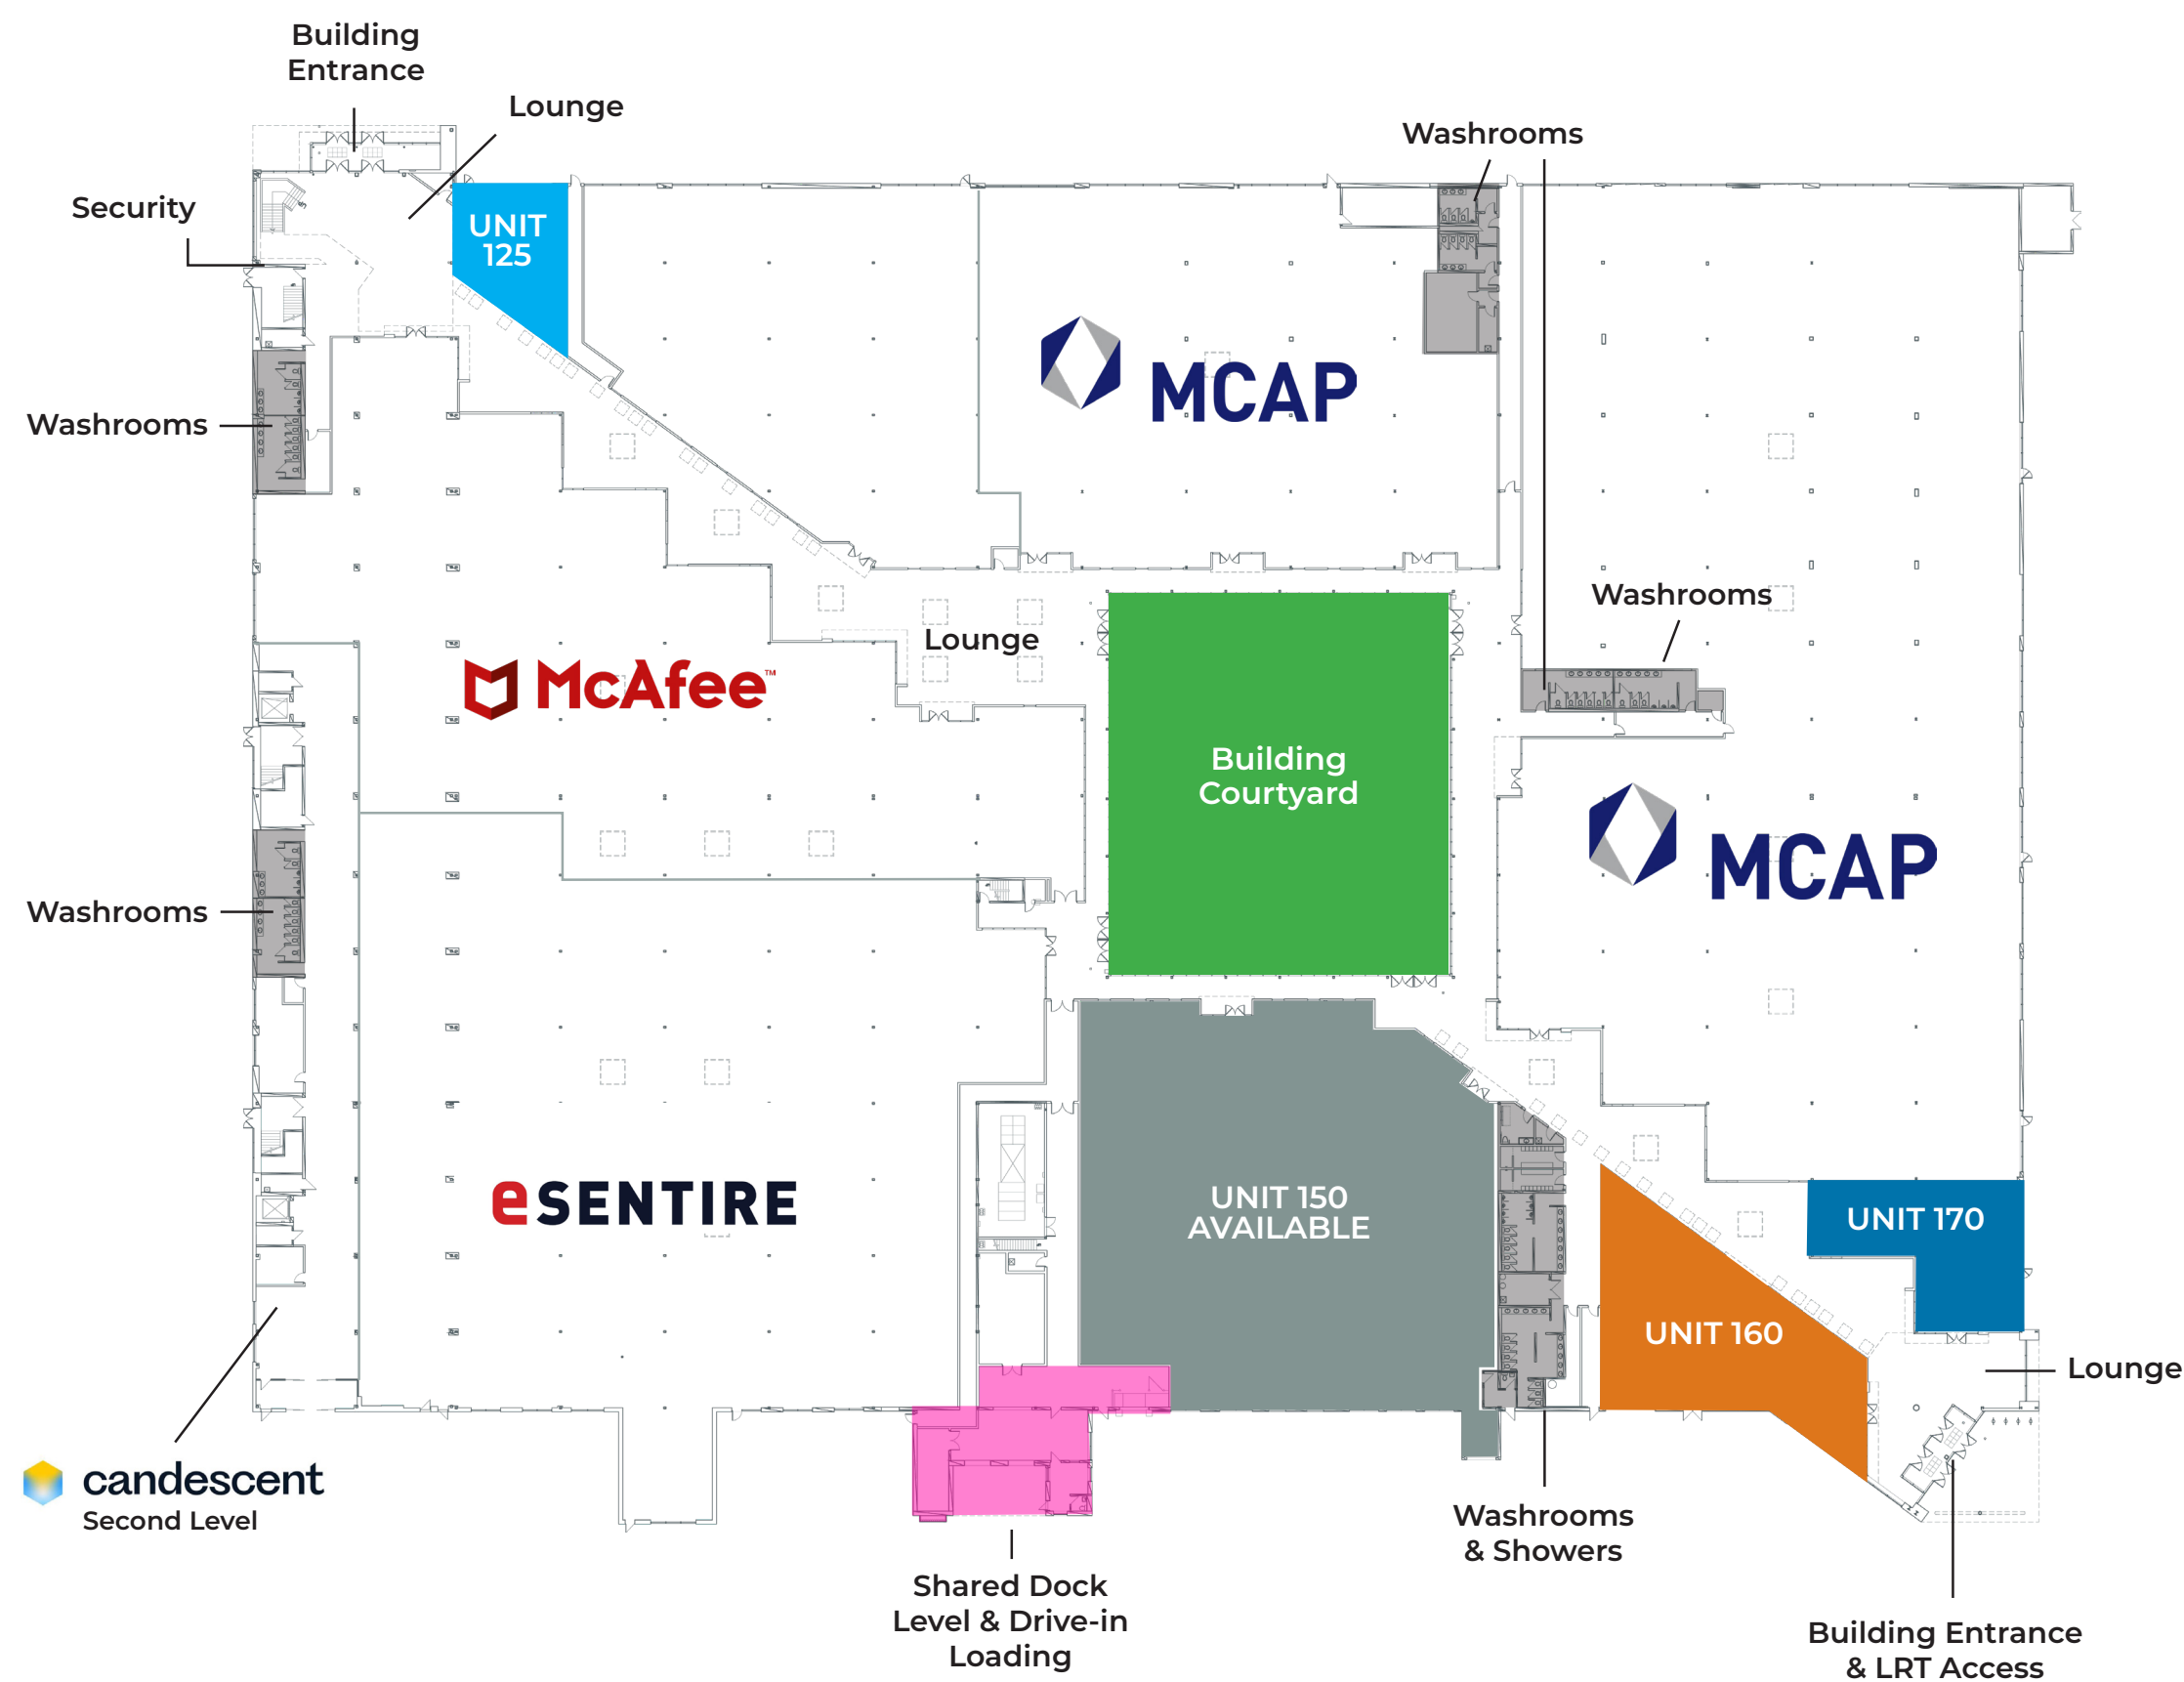 Building
Entrance
Lounge
Washrooms
Security
UNIT
125
MCAP
Washrooms
Washrooms
Lounge
McAfee™
Building
Courtyard
MCAP
Washrooms
eSENTIRE
UNIT 150
AVAILABLE
UNIT 170
UNIT 160
Lounge
candescent
Second Level
Washrooms
& Showers
Shared Dock
Level & Drive-in
Loading
Building Entrance
& LRT Access